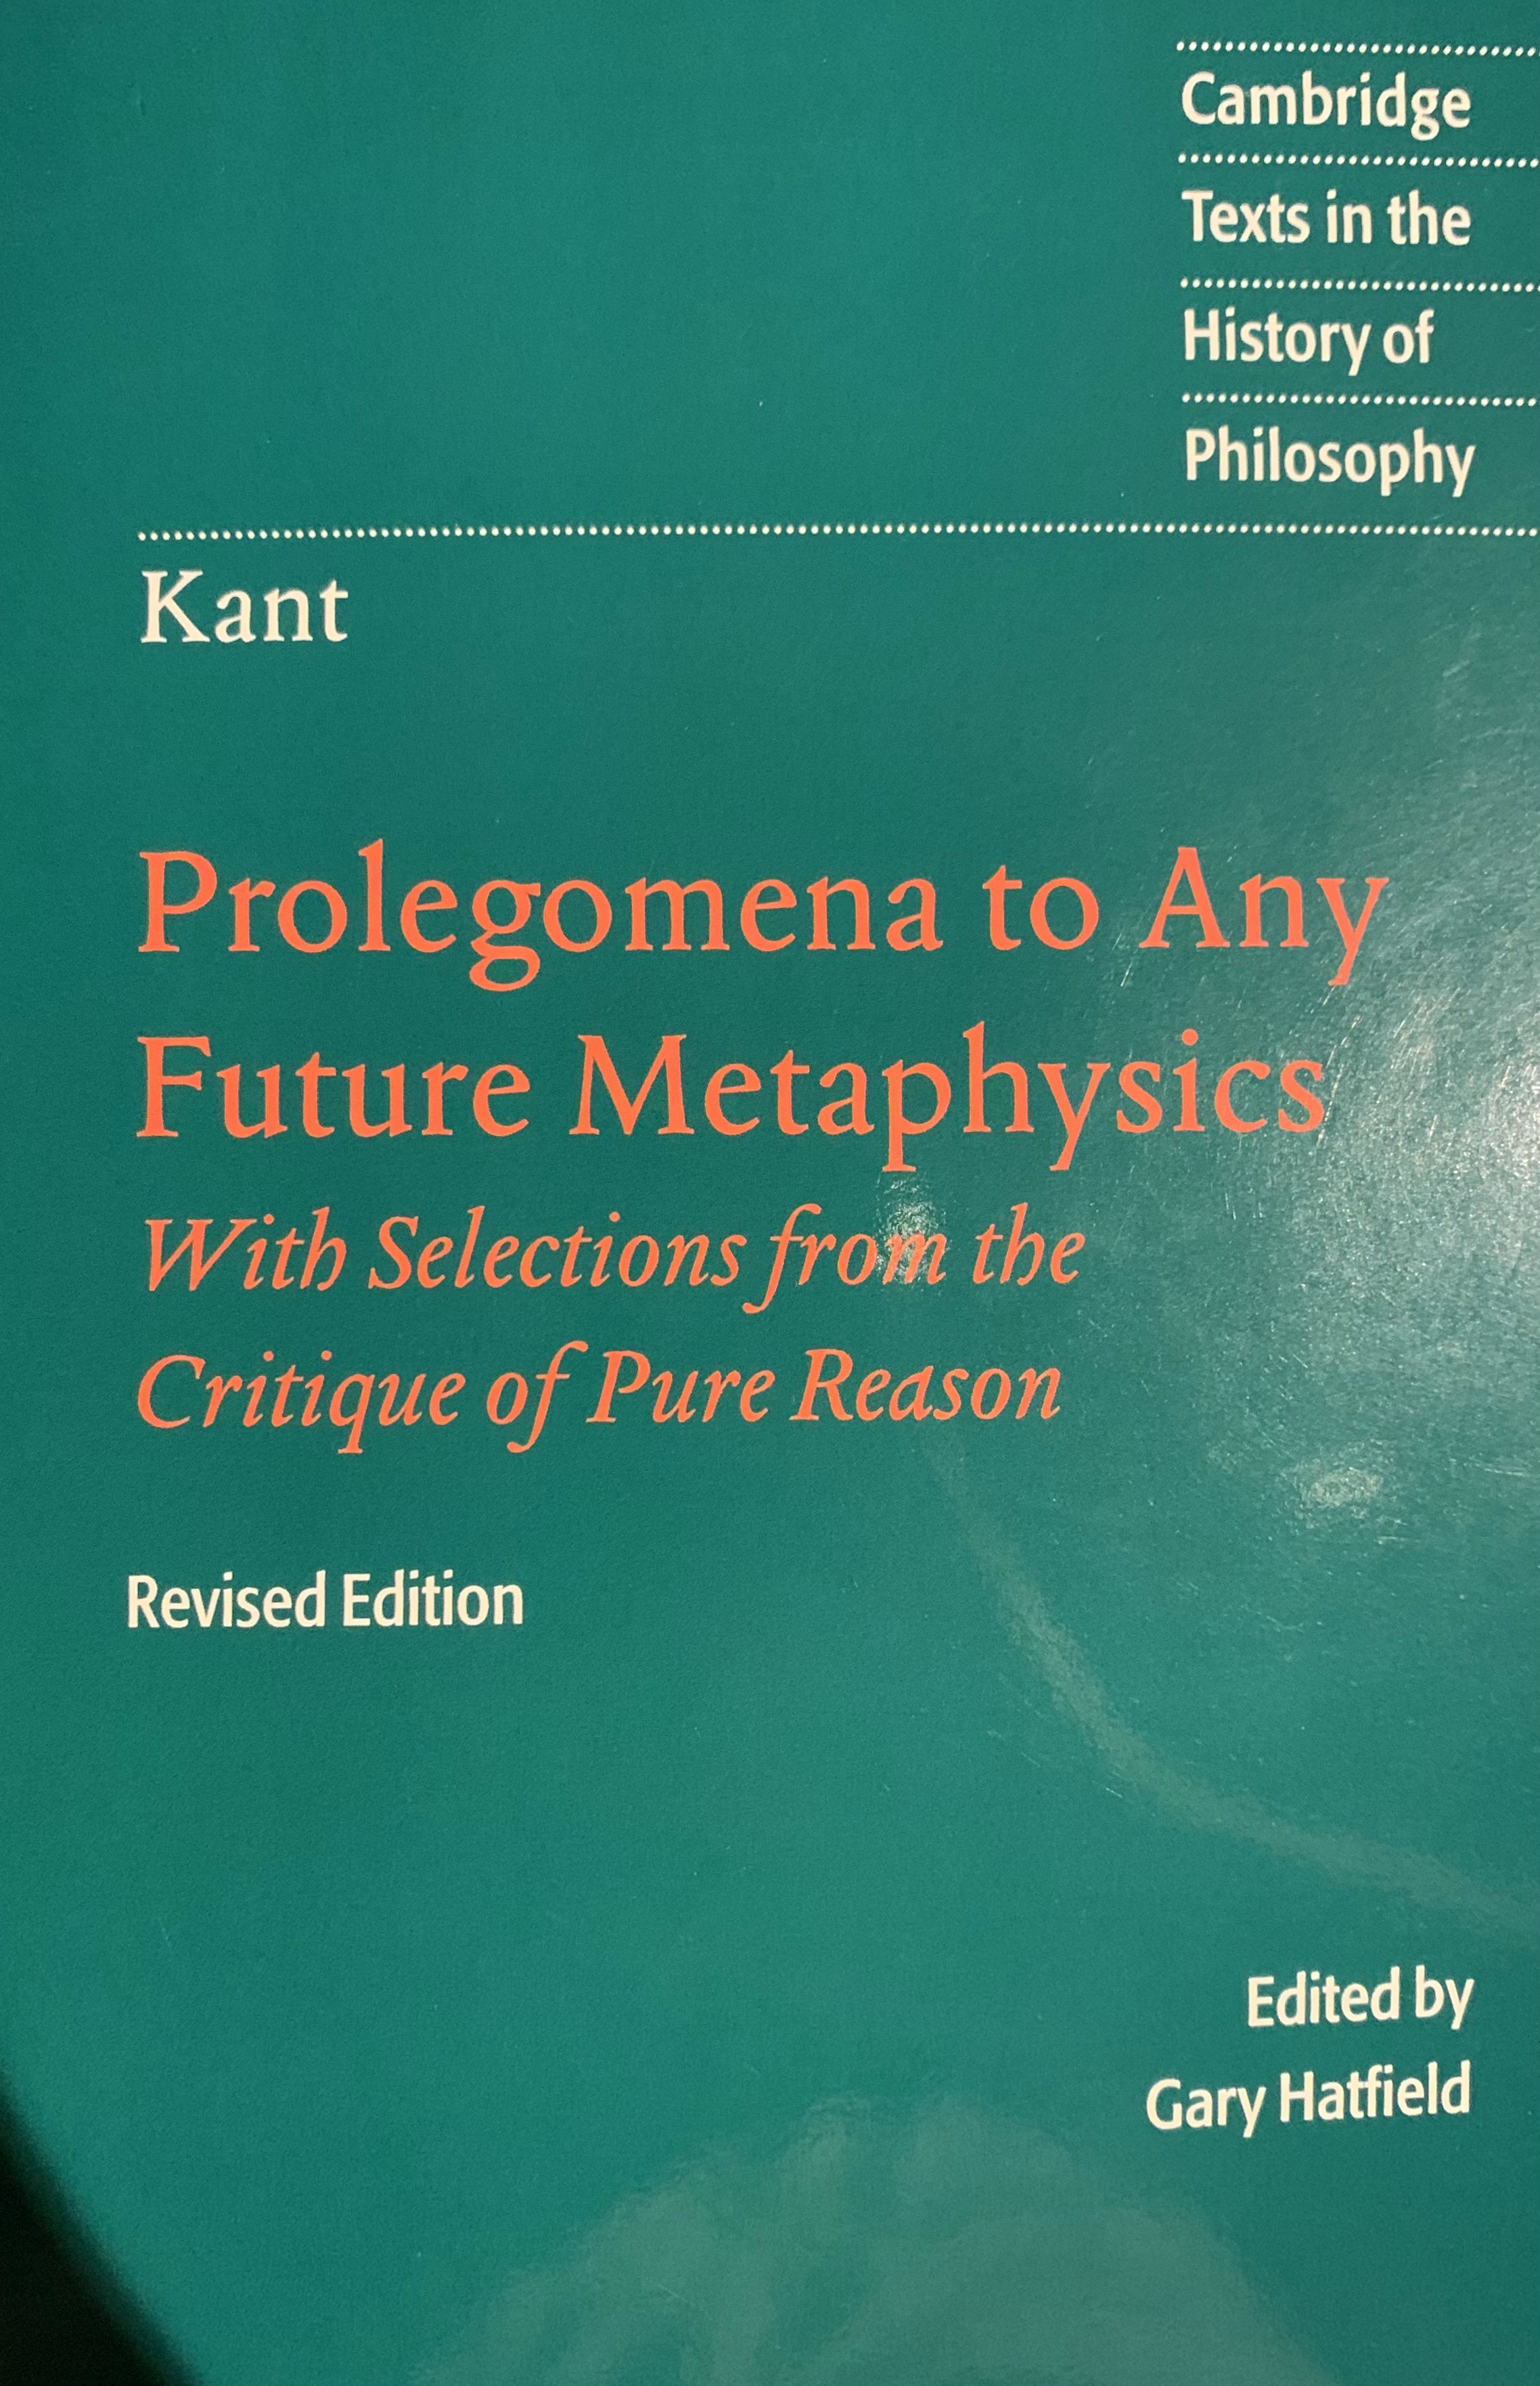 Cambridge
Texts in the
History of
Philosophy
Kant
Prolegomena to Any
Future Metaphysics
With Selections from the
Critique of Pure Reason
Revised Edition
Edited by
Gary Hatfield